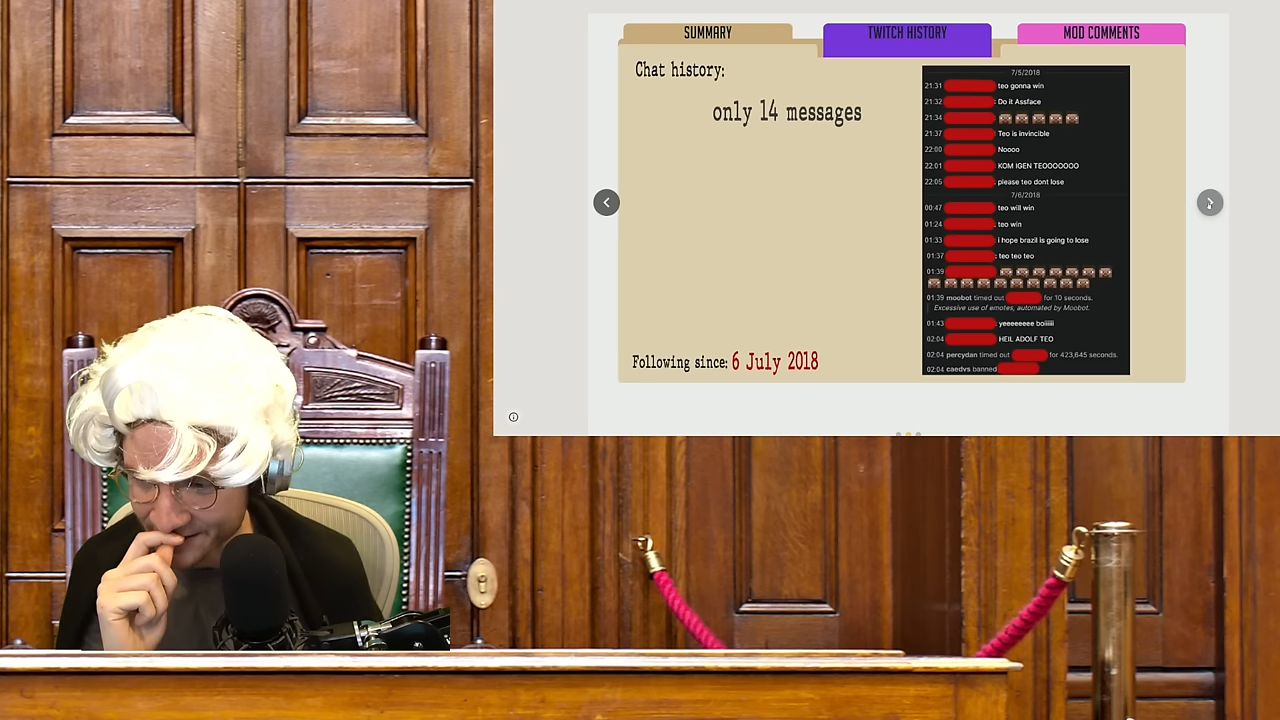 SUMMARY
TWITCH HISTORY
MOD COMMENTS
Chat history:
only 14 messages
Following since: 6 July 2018
7/5/2018
21:31 teo gonna win
21:32 : Do it Assface
21:34
21:37 Teo is invincible
22:00 Noooo
22:01 KOM IGEN TEOOOOOOO
22:05 : please teo dont lose
7/6/2018
00:47 teo will win
01:24 : teo win
01:33 : i hope brazil is going to lose
01:37 : teo teo teo
01:39
01:39 moobot timed out for 10 seconds.
Excessive use of emotes, automated by Moobot.
01:43 : yeeeeeeee boiiiii
02:04 : HEIL ADOLF TEO
02:04 percydan timed out for 423,645 seconds.
02:04 caedvs banned